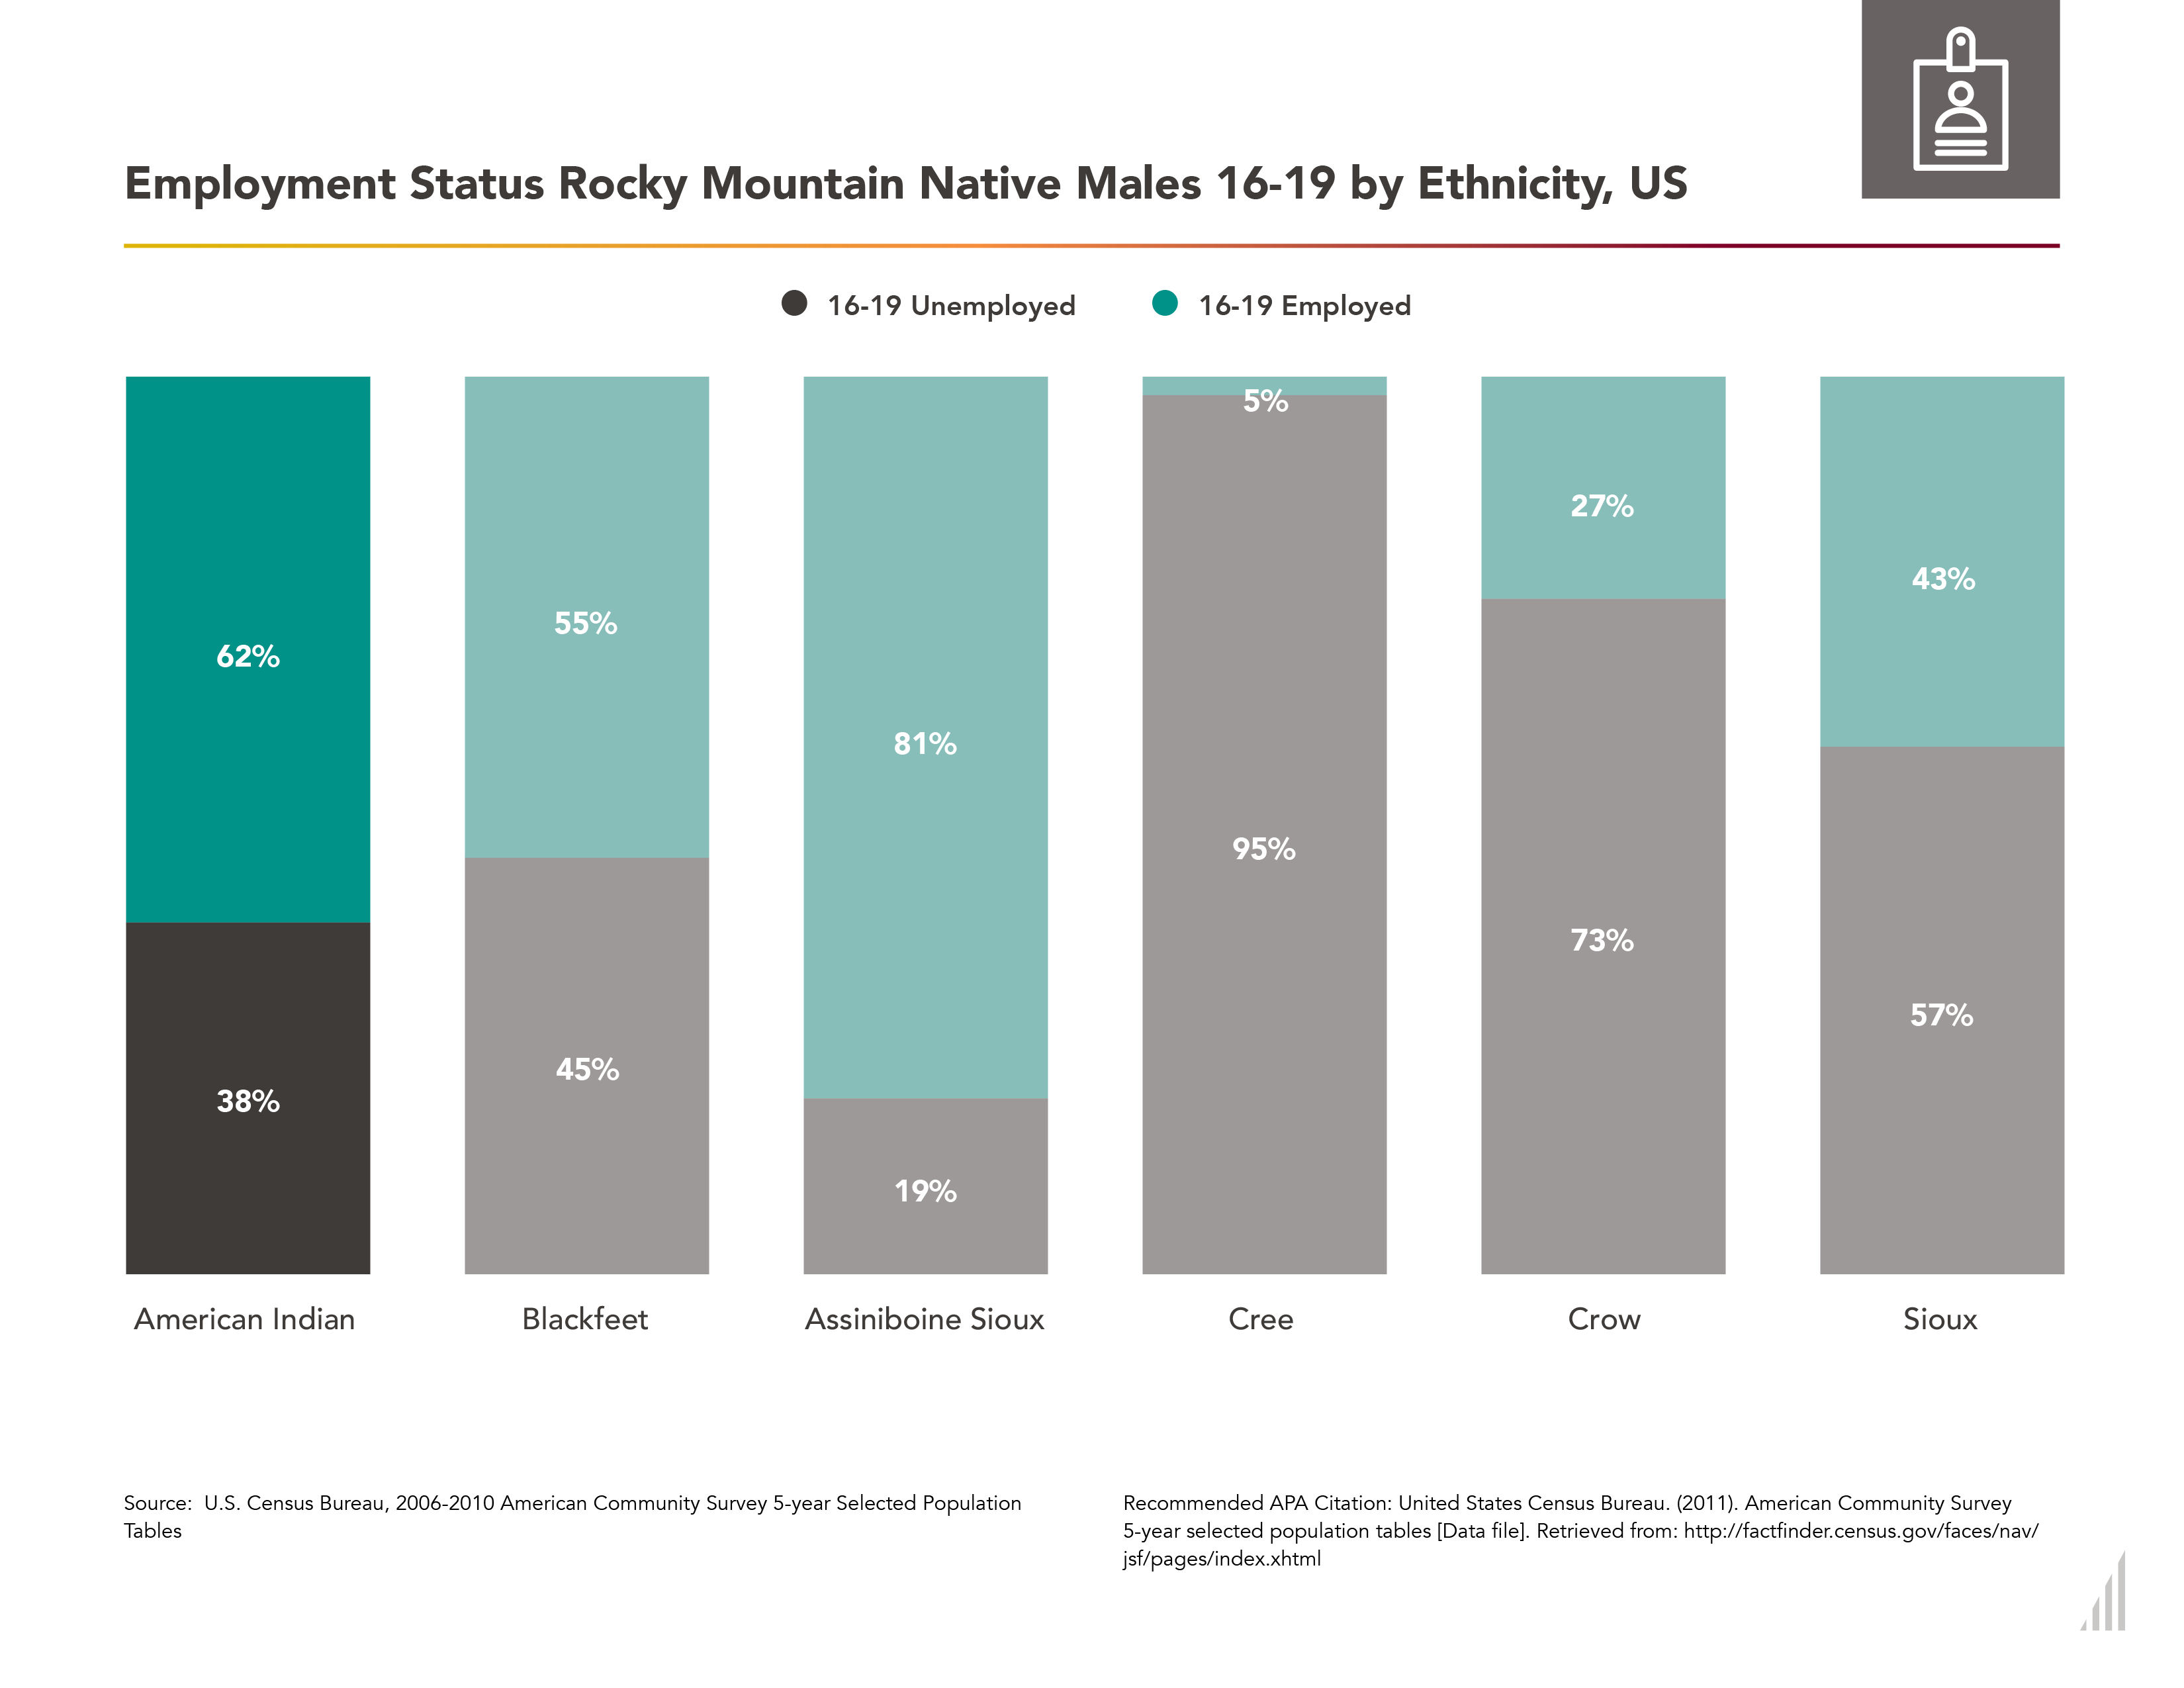 Employment Status Rocky Mountain Native Males 16-19 by Ethnicity, US
16-19 Unemployed
16-19 Employed
62%
38%
55%
45%
81%
19%
5%
95%
27%
73%
43%
57%
American Indian
Blackfeet
Assiniboine Sioux
Cree
Crow
Sioux
Source:  U.S. Census Bureau, 2006-2010 American Community Survey 5-year Selected Population
Tables
Recommended APA Citation: United States Census Bureau. (2011). American Community Survey
5-year selected population tables [Data file]. Retrieved from: http://factfinder.census.gov/faces/nav/
jsf/pages/index.xhtml